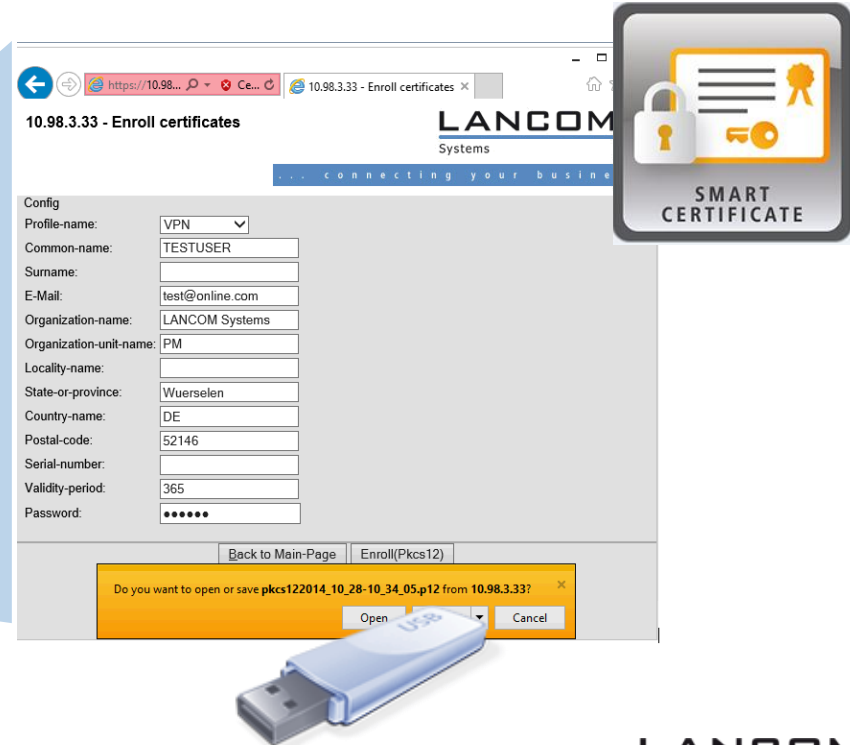 https://10.98...
Ce...
10.98.3.33 - Enroll certificates
10.98.3.33 - Enroll certificates
LANCOM
Systems
... connecting your busine
SMART
CERTIFICATE
Config
Profile-name: VPN
Common-name: TESTUSER
Surname:
E-Mail: test@online.com
Organization-name: LANCOM Systems
Organization-unit-name: PM
Locality-name:
State-or-province: Wuerselen
Country-name: DE
Postal-code: 52146
Serial-number:
Validity-period: 365
Password: ●●●●●●
Back to Main-Page Enroll(Pkcs12)
Do you want to open or save pkcs122014_10_28-10_34_05.p12 from 10.98.3.33?
Open Cancel
USB